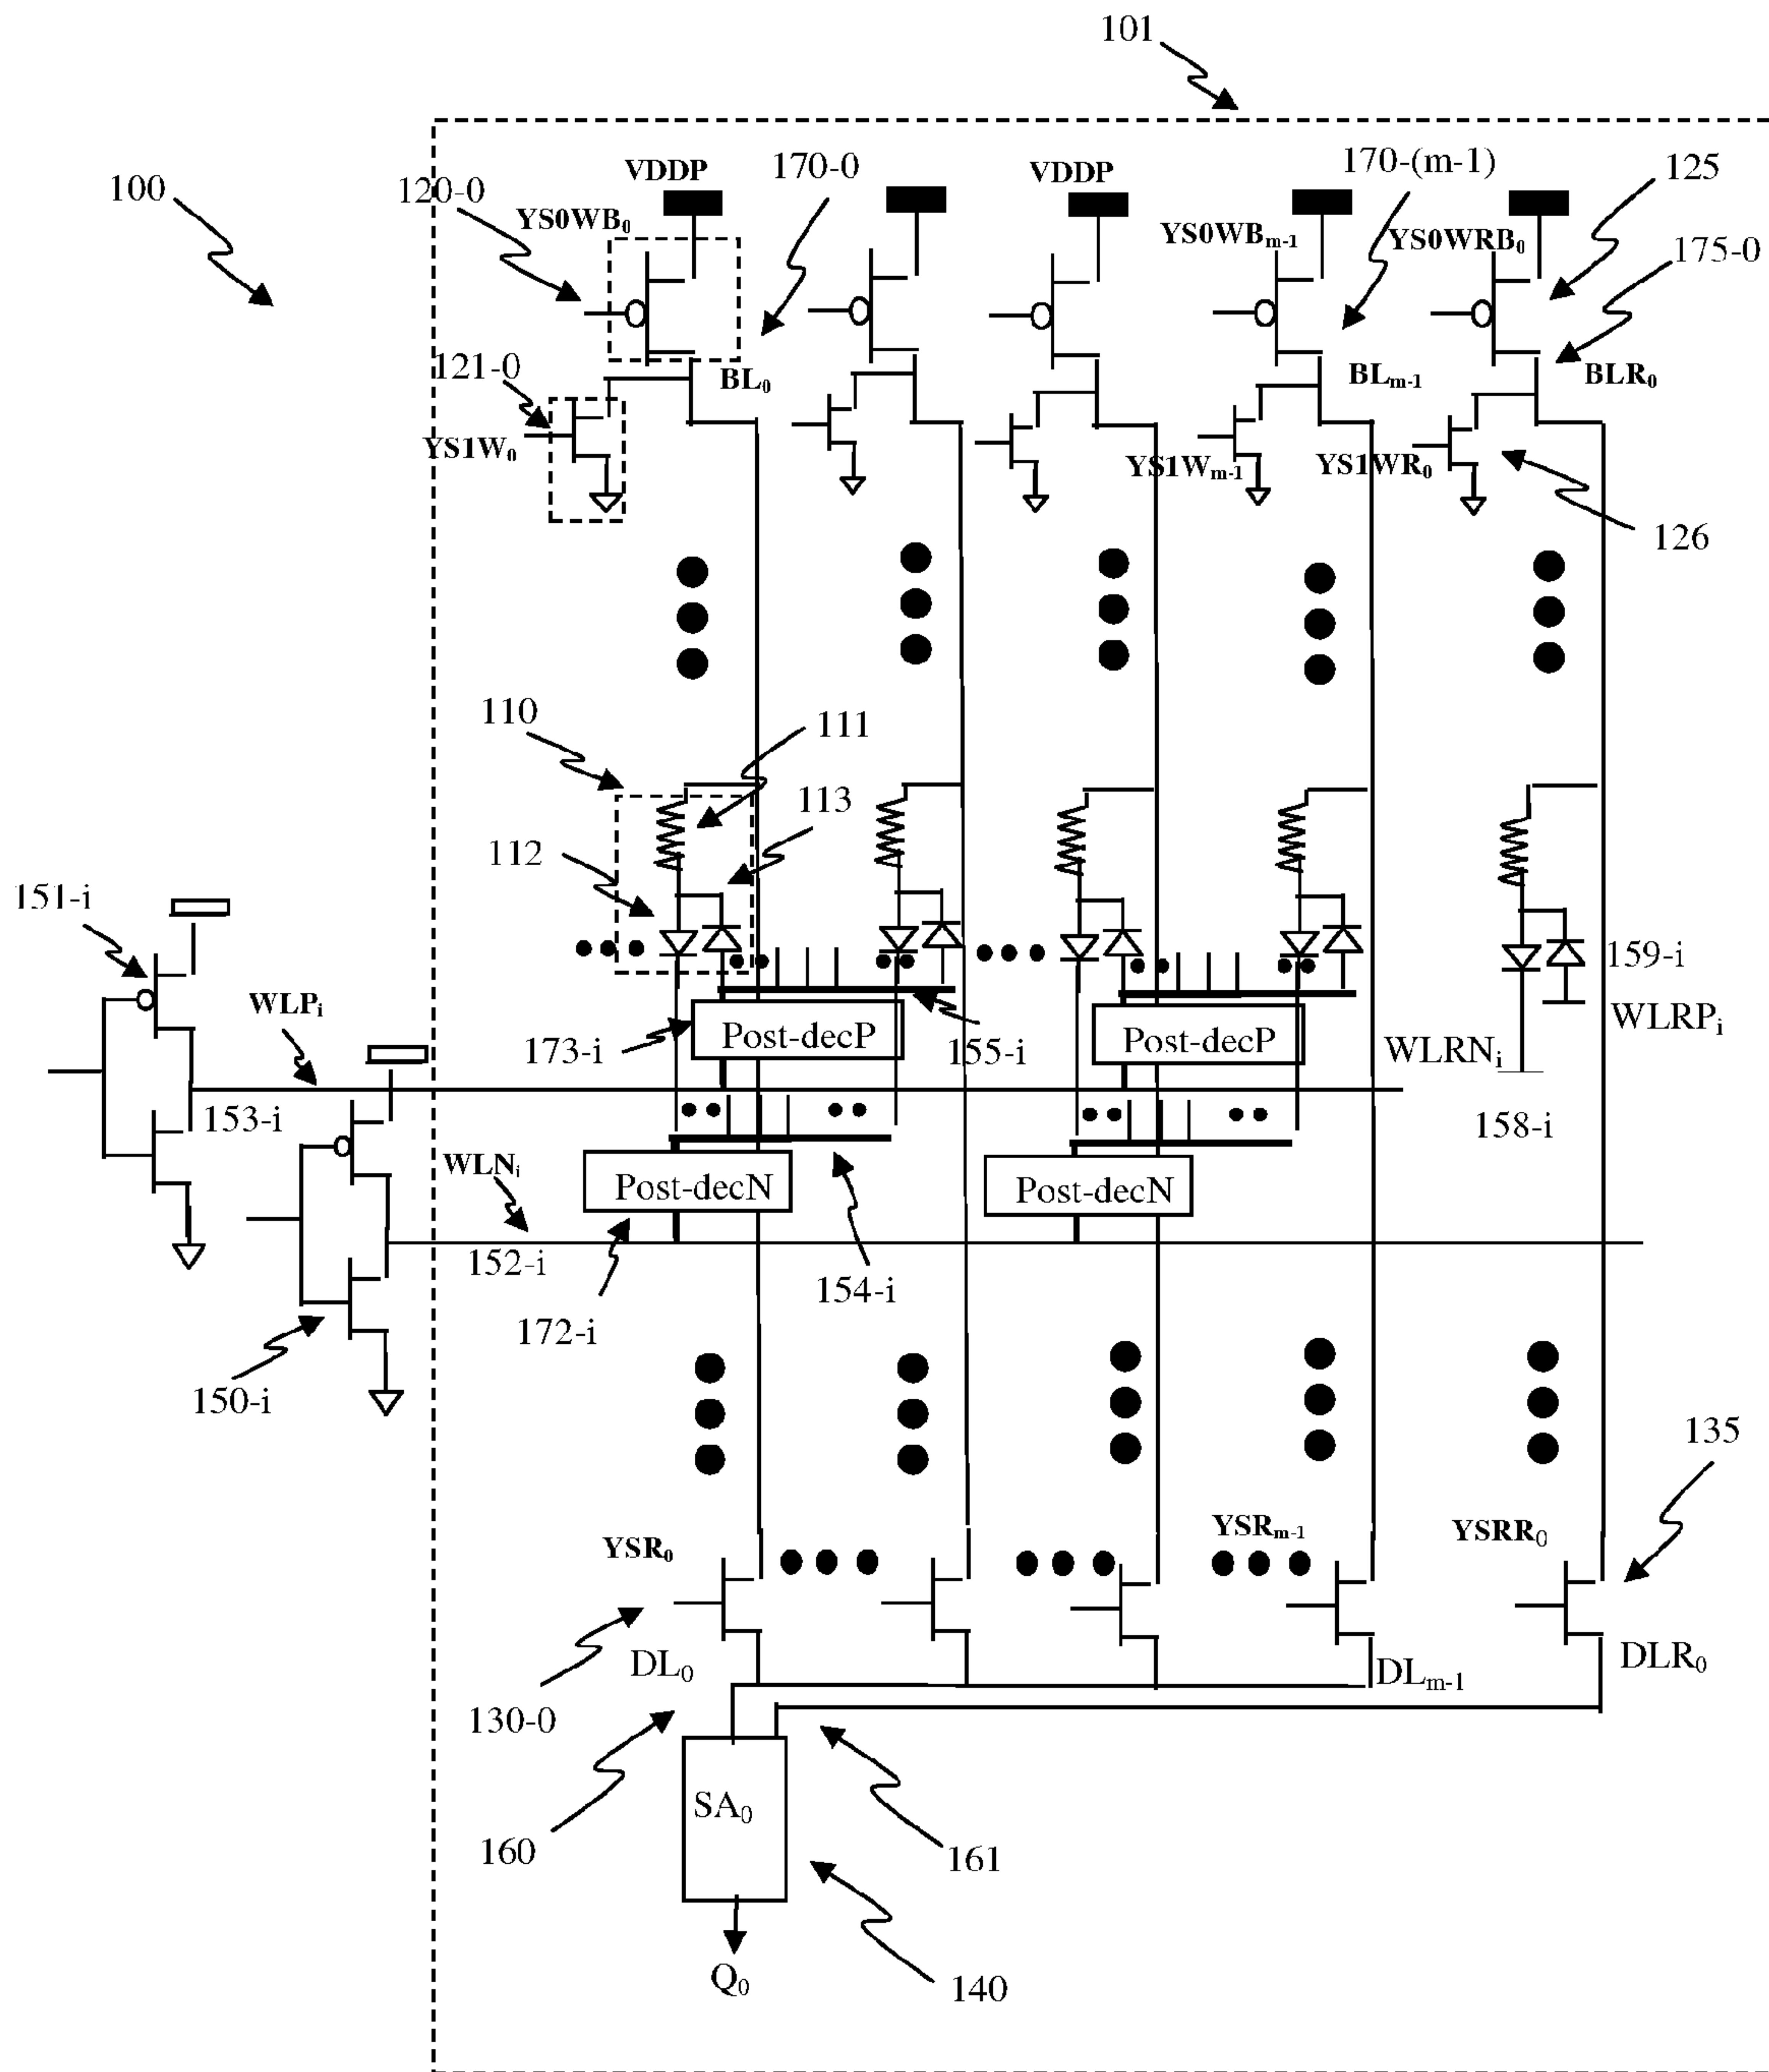 101
100
120-0
VDDP
170-0
VDDP
170-(m-1)
125
YS0WB₀
YS0WBₘ₋₁
YS0WRB₀
175-0
121-0
BL₀
BLₘ₋₁
BLR₀
YS1W₀
YS1Wₘ₋₁
YS1WR₀
126
110
111
113
112
151-i
159-i
WLPᵢ
Post-decP
Post-decP
WLRPᵢ
173-i
155-i
WLRNᵢ
153-i
158-i
WLNᵢ
Post-decN
Post-decN
152-i
154-i
172-i
150-i
135
YSR₀
YSRₘ₋₁
YSRR₀
DL₀
DLₘ₋₁
DLR₀
130-0
SA₀
160
161
Q₀
140